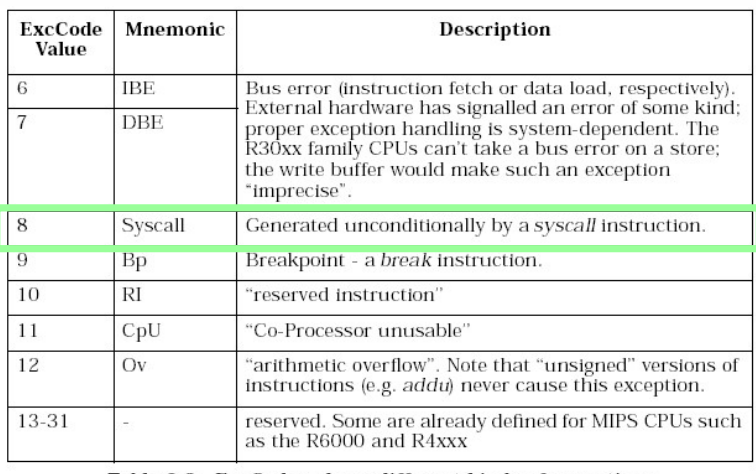 ExcCode Value Mnemonic Description
6 IBE Bus error (instruction fetch or data load, respectively).
External hardware has signalled an error of some kind;
7 DBE proper exception handling is system-dependent. The
R30xx family CPUs can't take a bus error on a store;
the write buffer would make such an exception
"imprecise".
8 Syscall Generated unconditionally by a syscall instruction.
9 Bp Breakpoint - a break instruction.
10 RI "reserved instruction"
11 CpU "Co-Processor unusable"
12 Ov "arithmetic overflow". Note that "unsigned" versions of
instructions (e.g. addu) never cause this exception.
13-31 - reserved. Some are already defined for MIPS CPUs such
as the R6000 and R4xxx